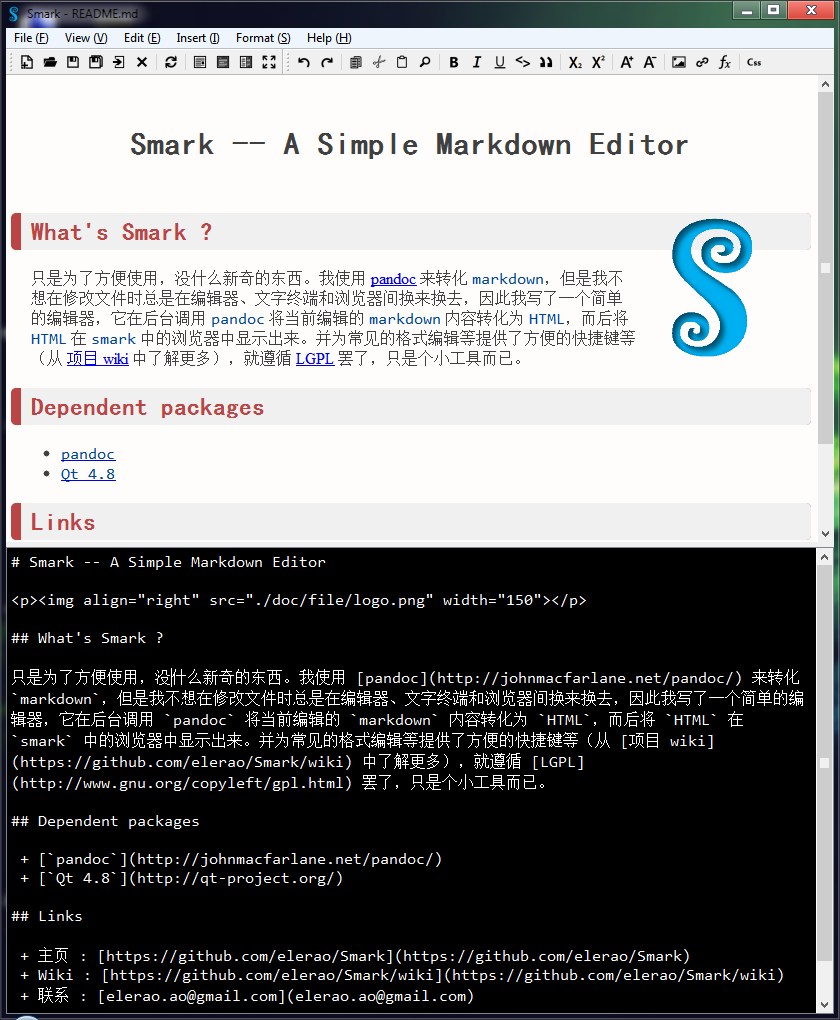 Smark - README.md
File (F) View (V) Edit (E) Insert (I) Format (S) Help (H)
B I U <> X₂ X² A⁺ A⁻ fx Css
Smark -- A Simple Markdown Editor
What's Smark ?
只是为了方便使用，没什么新奇的东西。我使用 pandoc 来转化 markdown，但是我不
想在修改文件时总是在编辑器、文字终端和浏览器间换来换去，因此我写了一个简单
的编辑器，它在后台调用 pandoc 将当前编辑的 markdown 内容转化为 HTML，而后将
HTML 在 smark 中的浏览器中显示出来。并为常见的格式编辑等提供了方便的快捷键等
（从 项目 wiki 中了解更多），就遵循 LGPL 罢了，只是个小工具而已。
Dependent packages
pandoc
Qt 4.8
Links
# Smark -- A Simple Markdown Editor
<p><img align="right" src="./doc/file/logo.png" width="150"></p>
## What's Smark ?
只是为了方便使用，没什么新奇的东西。我使用 [pandoc](http://johnmacfarlane.net/pandoc/) 来转化
`markdown`，但是我不想在修改文件时总是在编辑器、文字终端和浏览器间换来换去，因此我写了一个简单的编
辑器，它在后台调用 `pandoc` 将当前编辑的 `markdown` 内容转化为 `HTML`，而后将 `HTML` 在
`smark` 中的浏览器中显示出来。并为常见的格式编辑等提供了方便的快捷键等（从 [项目 wiki]
(https://github.com/elerao/Smark/wiki) 中了解更多），就遵循 [LGPL]
(http://www.gnu.org/copyleft/gpl.html) 罢了，只是个小工具而已。
## Dependent packages
+ [`pandoc`](http://johnmacfarlane.net/pandoc/)
+ [`Qt 4.8`](http://qt-project.org/)
## Links
+ 主页 : [https://github.com/elerao/Smark](https://github.com/elerao/Smark)
+ Wiki : [https://github.com/elerao/Smark/wiki](https://github.com/elerao/Smark/wiki)
+ 联系 : [elerao.ao@gmail.com](elerao.ao@gmail.com)